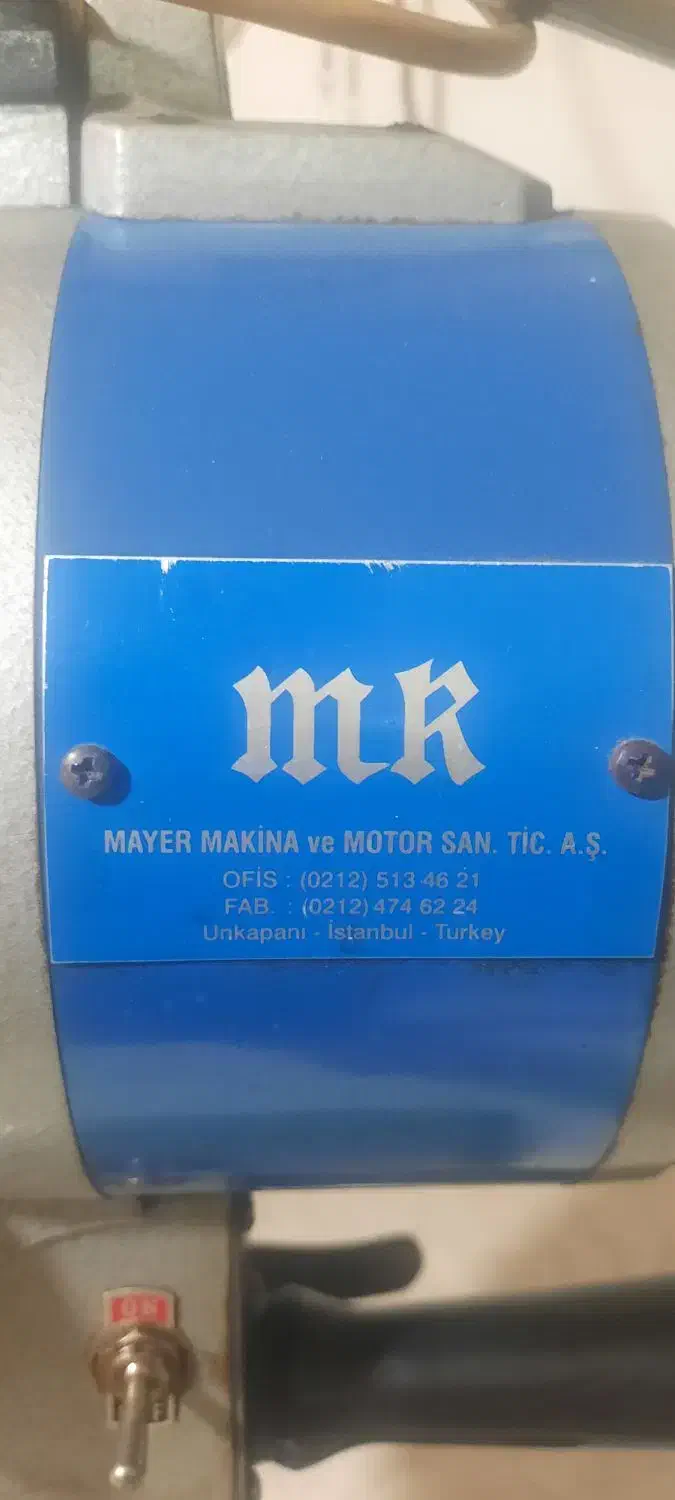 mR
MAYER MAKİNA ve MOTOR SAN. TİC. A.Ş.
OFİS : (0212) 513 46 21
FAB. : (0212) 474 62 24
Unkapanı - İstanbul - Turkey
ON